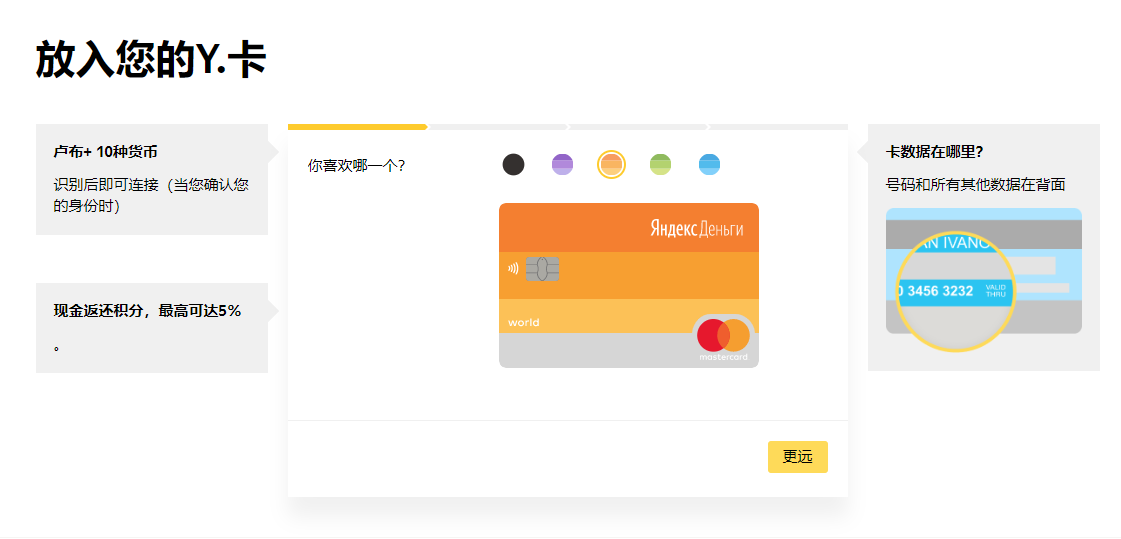 放入您的Y.卡
卢布+ 10种货币
识别后即可连接（当您确认您
的身份时）
现金返还积分，最高可达5%
。
你喜欢哪一个?
Яндекс Деньги
world
mastercard
更远
卡数据在哪里?
号码和所有其他数据在背面
AN IVANO
0 3456 3232
VALID
THRU